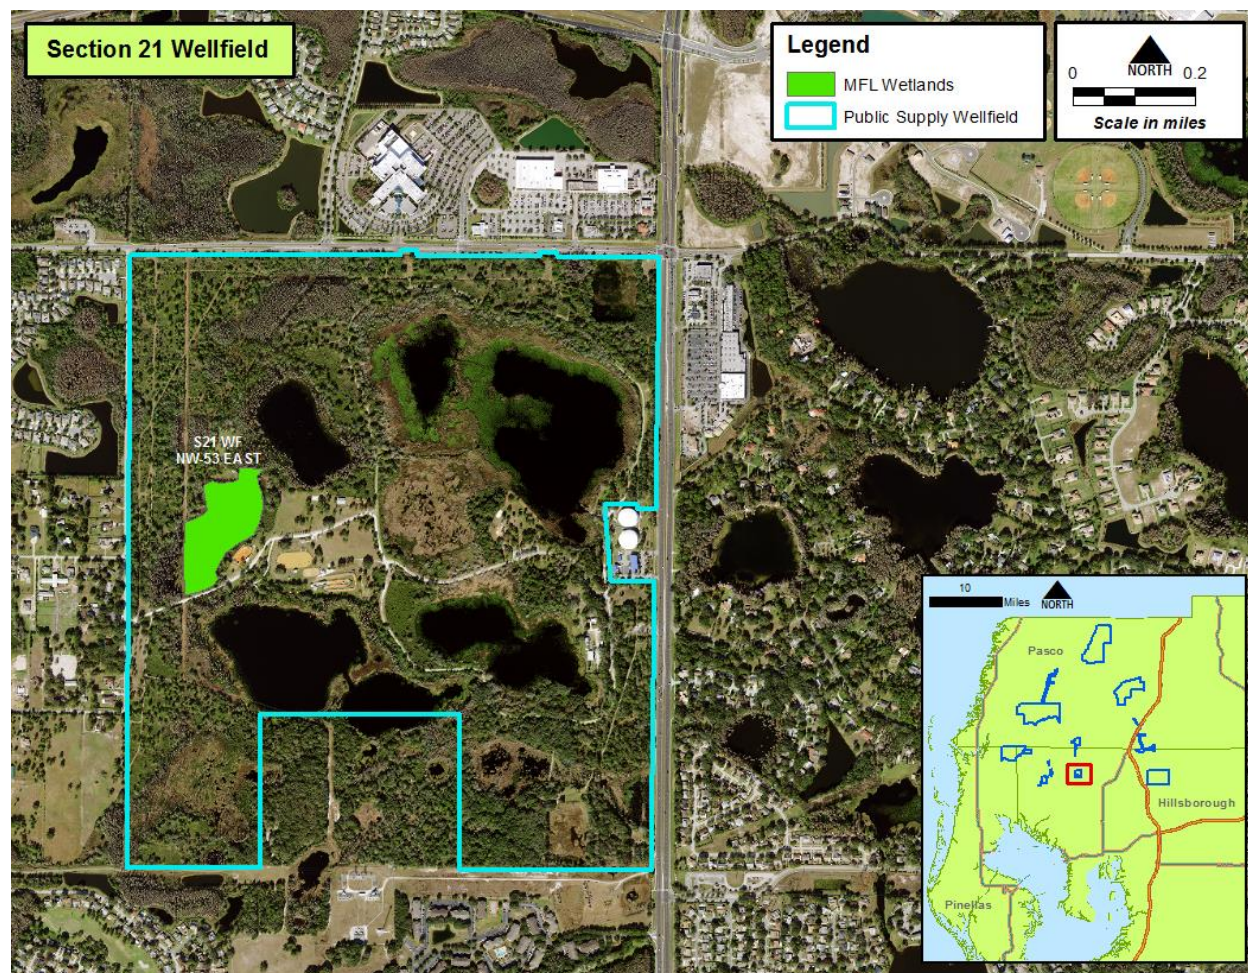 Section 21 Wellfield
Legend
MFL Wetlands
Public Supply Wellfield
0 NORTH 0.2
Scale in miles
S21 WF
NW-53 EAST
10
Miles NORTH
Pasco
Hillsborough
Pinellas